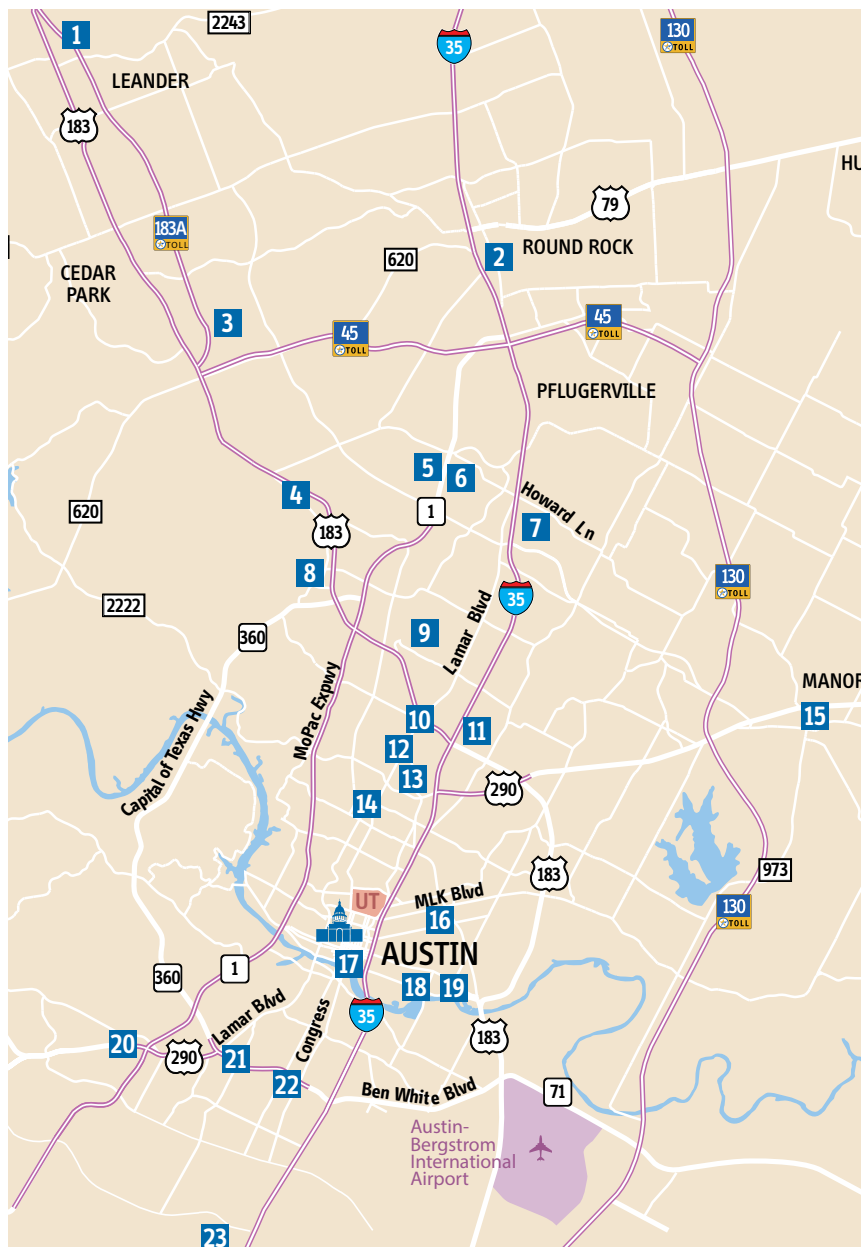 2243
1
35
130
TOLL
LEANDER
183
HU
79
183A
TOLL
2
ROUND ROCK
620
CEDAR
PARK
3
45
TOLL
45
TOLL
PFLUGERVILLE
5
6
4
Howard Ln
620
1
7
183
8
130
TOLL
35
2222
Lamar Blvd
9
360
MANOR
Capital of Texas Hwy
MoPac Expwy
10
11
15
12
13
290
14
183
973
UT
MLK Blvd
130
TOLL
16
AUSTIN
17
1
360
18
19
Lamar Blvd
Congress
35
183
20
290
21
22
Ben White Blvd
71
Austin-
Bergstrom
International
Airport
23